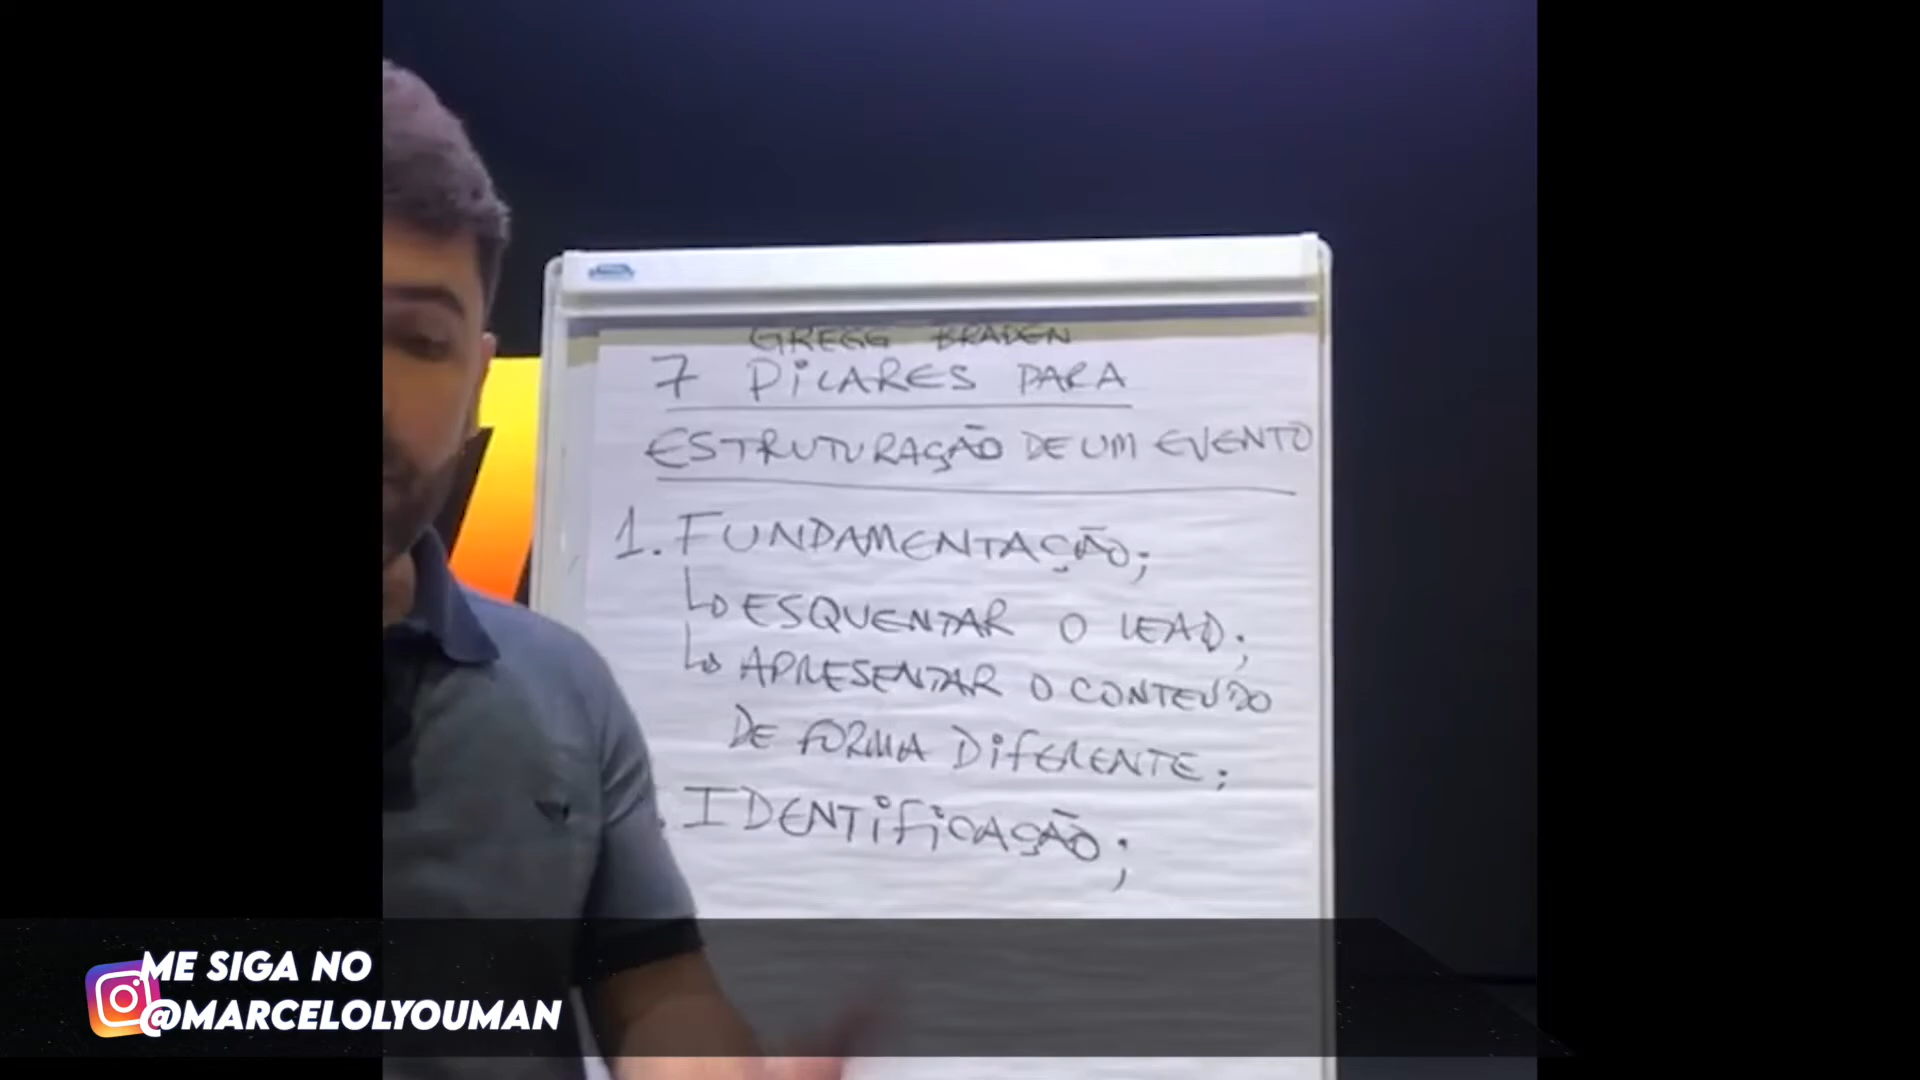 GREGG BRADEN
7 PILARES PARA
ESTRUTURAÇÃO DE UM EVENTO
1. FUNDAMENTAÇÃO;
↳ ESQUENTAR O LEAD;
↳ APRESENTAR O CONTEÚDO
DE FORMA DIFERENTE;
. IDENTIFICAÇÃO;
ME SIGA NO
@MARCELOLYOUMAN